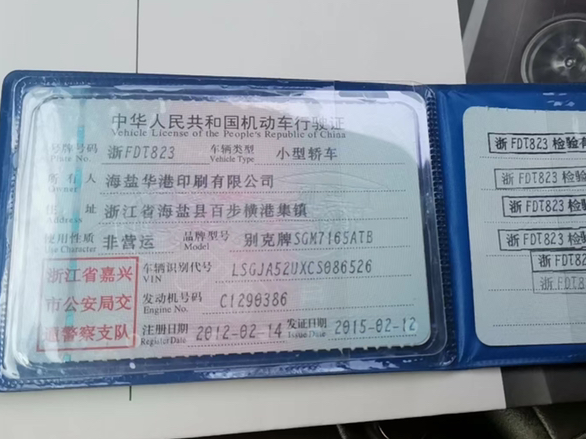 中华人民共和国机动车行驶证
Vehicle License of the People's Republic of China
号牌号码 浙FDT823 车辆类型 小型轿车
Plate No. Vehicle Type
所有人 海盐华港印刷有限公司
Owner
住 址 浙江省海盐县百步横港集镇
Address
使用性质 非营运 品牌型号 别克牌SGM7165ATB
Use Character Model
浙江省嘉兴
市公安局交
通警察支队
车辆识别代号 LSGJA52UXCS086526
VIN
发动机号码 C1290386
Engine No.
注册日期 2012-02-14 发证日期 2015-02-12
Register Date Issue Date
浙FDT823 检验
浙FDT823 检验
浙FDT823 检验
浙FDT823 检验
浙FDT823
浙FDT82